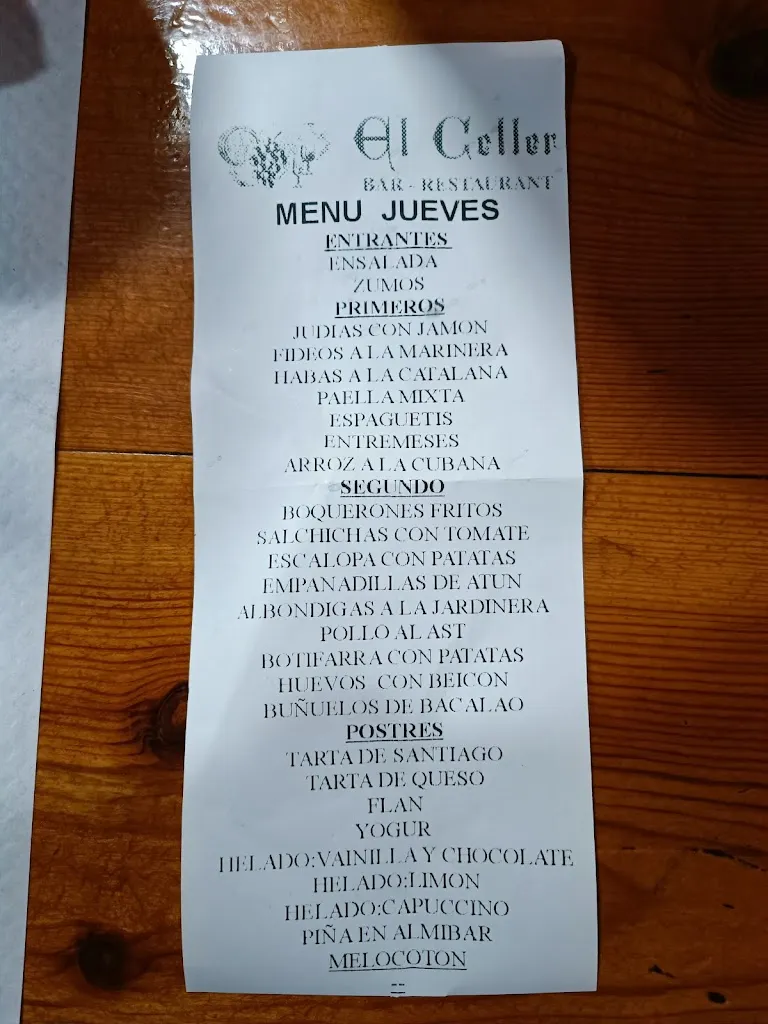 El Celler
BAR - RESTAURANT
MENU JUEVES
ENTRANTES
ENSALADA
ZUMOS
PRIMEROS
JUDIAS CON JAMON
FIDEOS A LA MARINERA
HABAS A LA CATALANA
PAELLA MIXTA
ESPAGUETIS
ENTREMESES
ARROZ A LA CUBANA
SEGUNDO
BOQUERONES FRITOS
SALCHICHAS CON TOMATE
ESCALOPA CON PATATAS
EMPANADILLAS DE ATUN
ALBONDIGAS A LA JARDINERA
POLLO AL AST
BOTIFARRA CON PATATAS
HUEVOS CON BEICON
BUÑUELOS DE BACALAO
POSTRES
TARTA DE SANTIAGO
TARTA DE QUESO
FLAN
YOGUR
HELADO:VAINILLA Y CHOCOLATE
HELADO:LIMON
HELADO:CAPUCCINO
PIÑA EN ALMIBAR
MELOCOTON